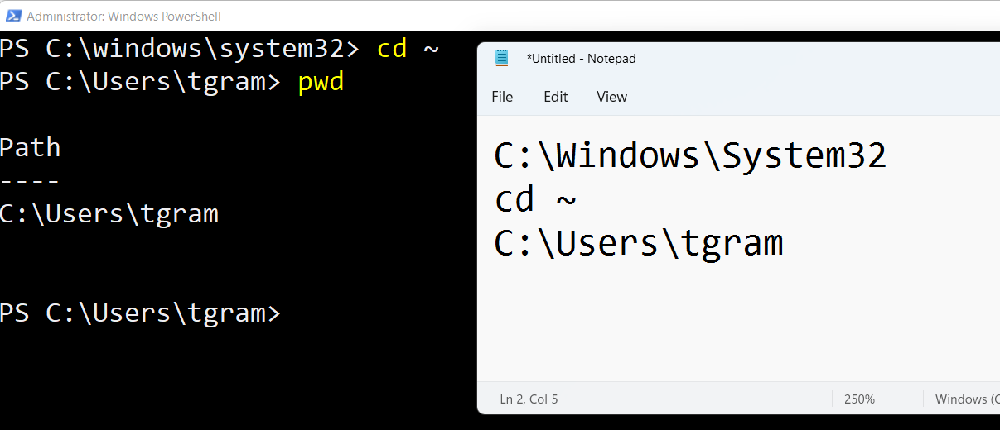 Administrator: Windows PowerShell
PS C:\windows\system32> cd ~
PS C:\Users\tgram> pwd
Path
----
C:\Users\tgram
PS C:\Users\tgram>
*Untitled - Notepad
File Edit View
C:\Windows\System32
cd ~
C:\Users\tgram
Ln 2, Col 5 250% Windows (C